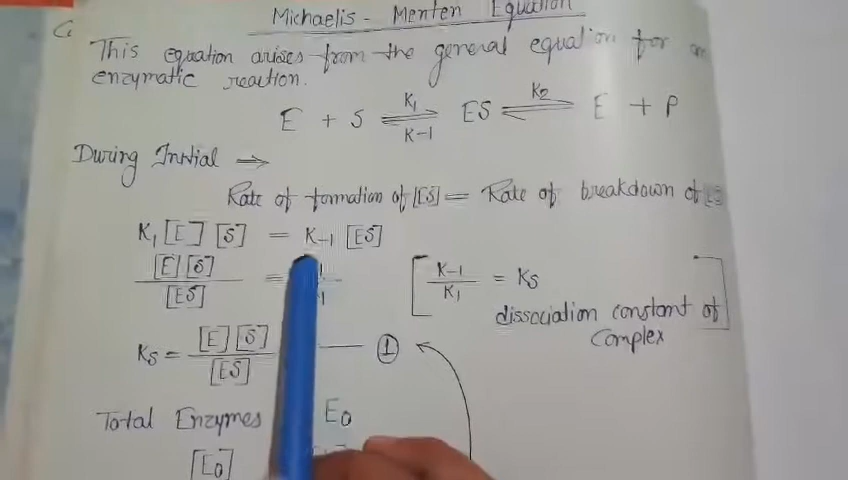 Michaelis - Menten Equation
This equation arises from the general equation for an
enzymatic reaction.
E + S ⇌ ES ⇌ E + P
K1 K2
K-1
During Initial →
Rate of formation of [ES] = Rate of breakdown of [ES]
K1 [E] [S] = K-1 [ES]
[E][S] / [ES] =
[ K-1 / K1 = KS
dissociation constant of
Complex ]
KS = [E][S] / [ES] — ①
Total Enzymes E0
[E0]